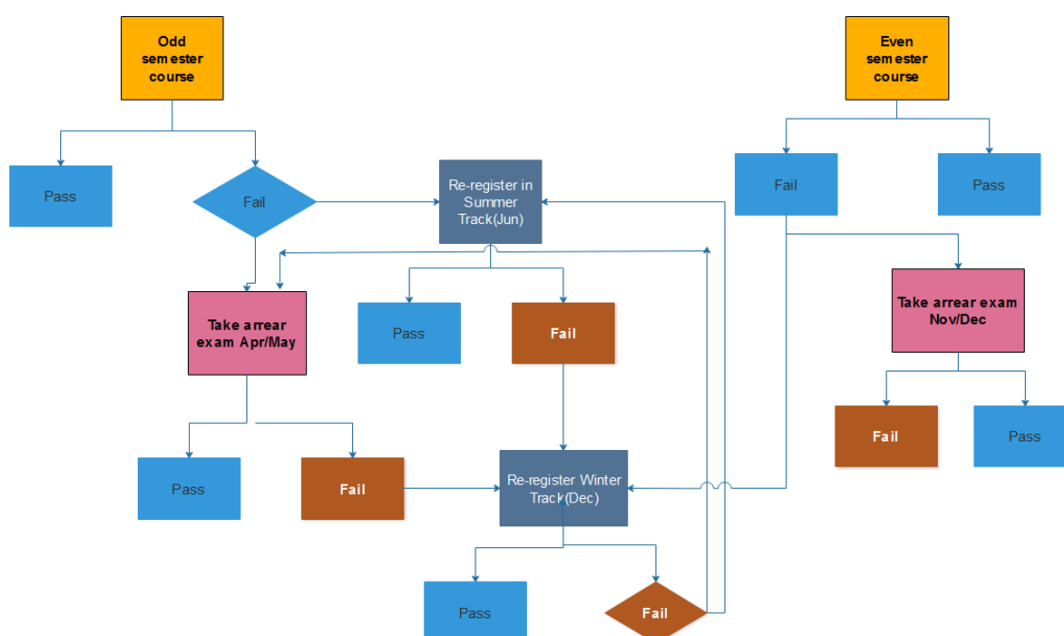 Odd
semester
course
Even
semester
course
Pass
Fail
Re-register in
Summer
Track(Jun)
Fail
Pass
Take arrear
exam Apr/May
Pass
Fail
Take arrear exam
Nov/Dec
Pass
Fail
Re-register Winter
Track(Dec)
Fail
Pass
Pass
Fail